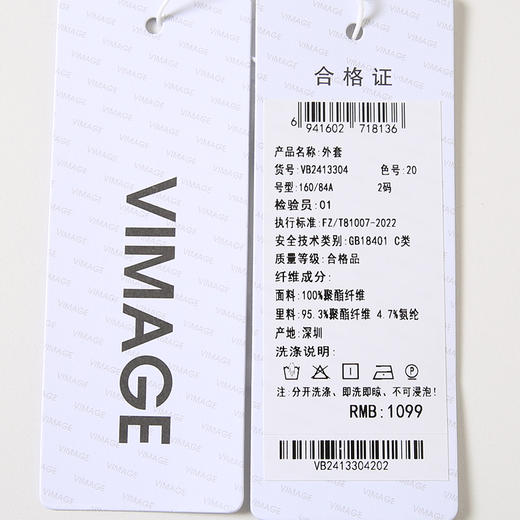 VIMAGE
合格证
6 941602 718136
产品名称:外套
货号:VB2413304 色号:20
号型:160/84A 2码
检验员:01
执行标准:FZ/T81007-2022
安全技术类别:GB18401 C类
质量等级:合格品
纤维成分:
面料:100%聚酯纤维
里料:95.3%聚酯纤维 4.7%氨纶
产地:深圳
洗涤说明:
注:分开洗涤、即洗即晾、不可浸泡!
RMB:1099
VB2413304202